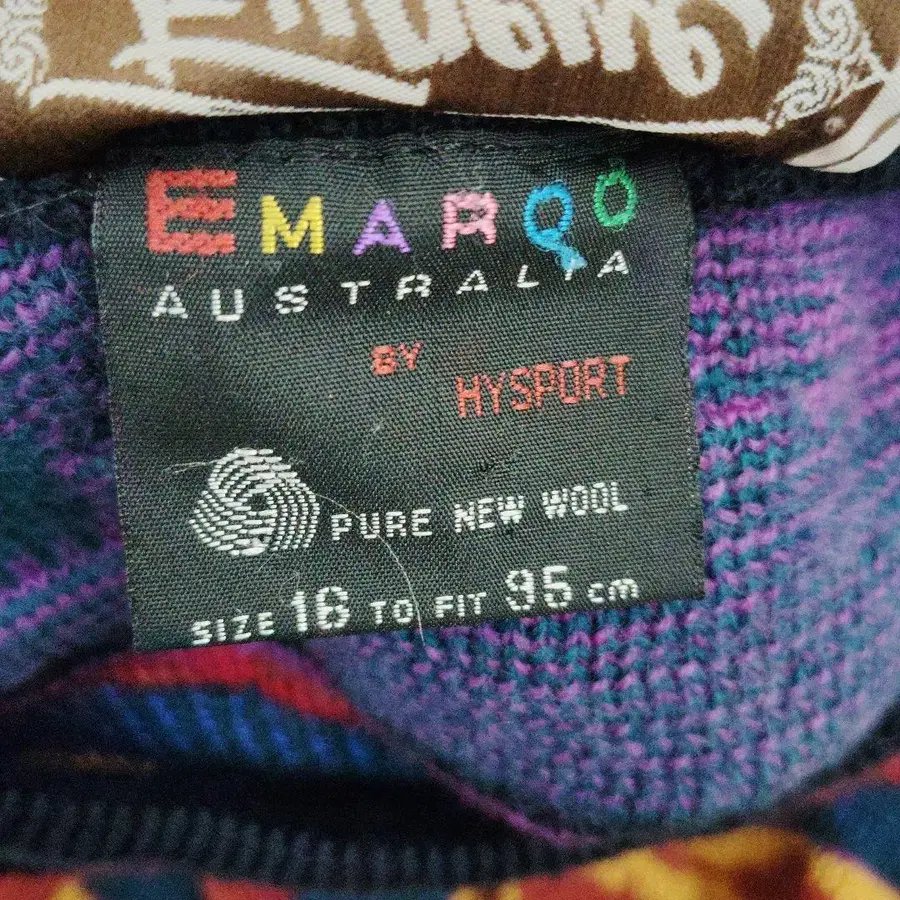 EMARQO
AUSTRALIA
BY
HYSPORT
PURE NEW WOOL
SIZE 16 TO FIT 95 cm